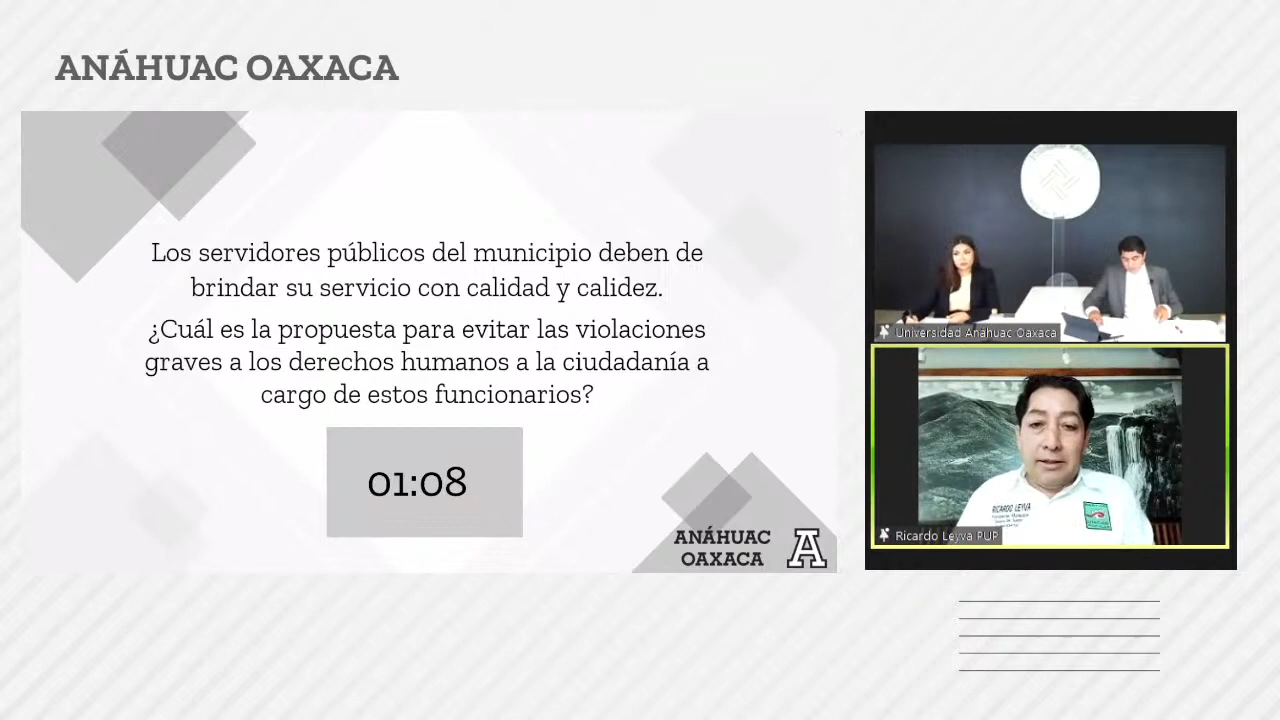 ANÁHUAC OAXACA
Los servidores públicos del municipio deben de
brindar su servicio con calidad y calidez.
¿Cuál es la propuesta para evitar las violaciones
graves a los derechos humanos a la ciudadanía a
cargo de estos funcionarios?
01:08
ANÁHUAC
OAXACA
A
Universidad Anáhuac Oaxaca
RICARDO LEYVA
Ricardo Leyva PUP